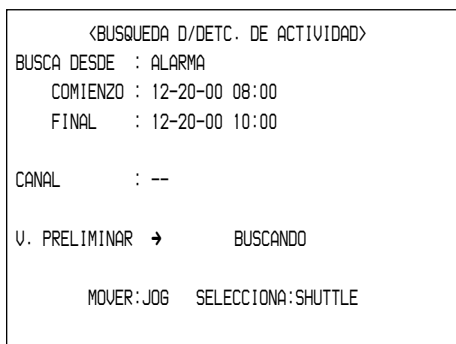 <BUSQUEDA D/DETC. DE ACTIVIDAD>
BUSCA DESDE : ALARMA
COMIENZO : 12-20-00 08:00
FINAL : 12-20-00 10:00
CANAL : --
V. PRELIMINAR → BUSCANDO
MOVER:JOG SELECCIONA:SHUTTLE